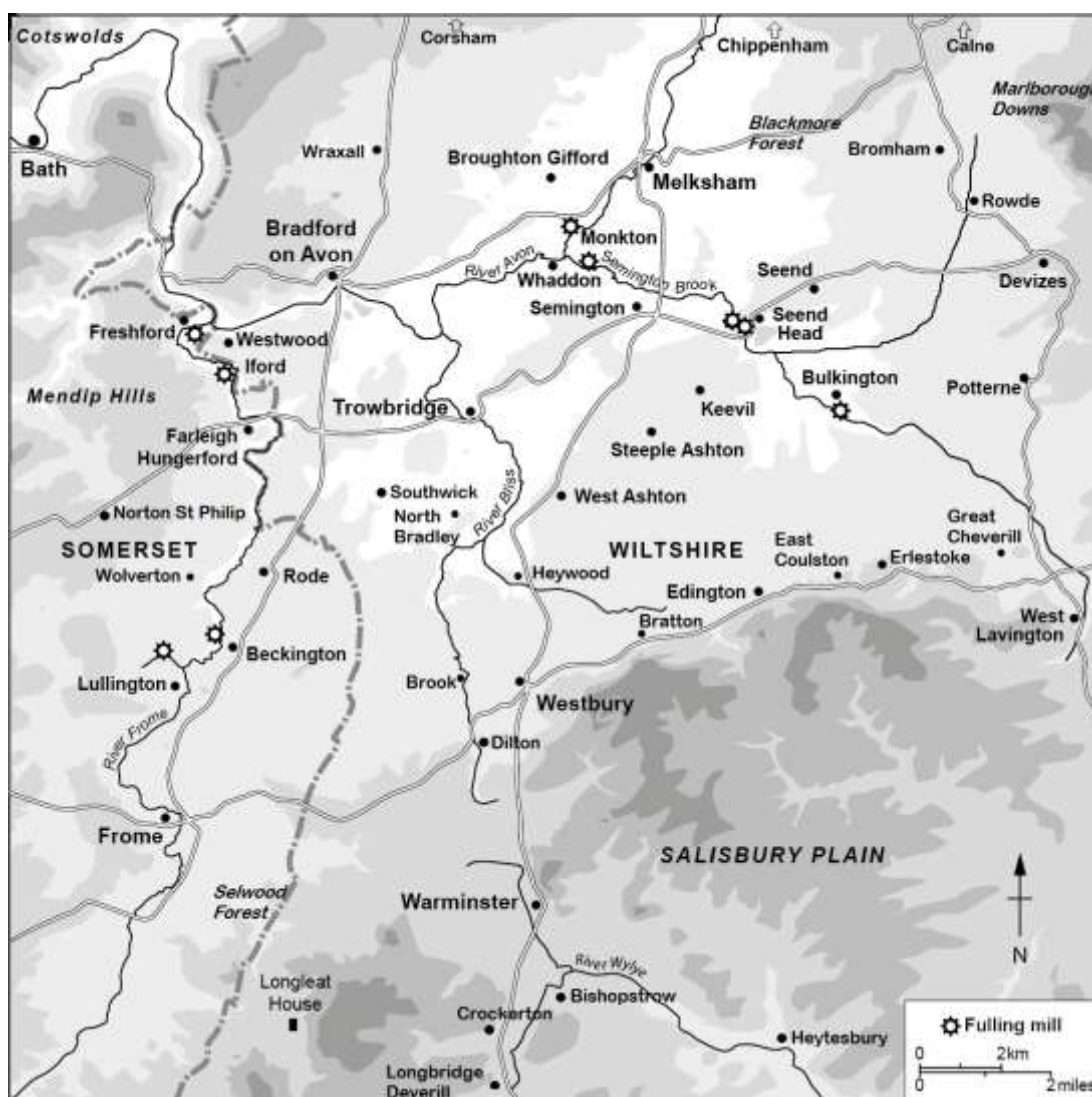 Cotswolds
Corsham
Chippenham
Calne
Marlborough
Downs
Blackmore
Forest
Bath
Wraxall
Broughton Gifford
Bromham
Melksham
Rowde
Bradford
on Avon
Monkton
River Avon
Whaddon
Semington Brook
Seend
Devizes
Semington
Seend
Head
Freshford
Westwood
Iford
Bulkington
Potterne
Mendip Hills
Keevil
Trowbridge
Farleigh
Hungerford
Steeple Ashton
Southwick
West Ashton
Norton St Philip
North
Bradley
River Bliss
Great
Cheverill
SOMERSET
WILTSHIRE
East
Coulston
Erlestoke
Wolverton
Rode
Heywood
Edington
West
Lavington
Bratton
Beckington
Lullington
Brook
Westbury
River Frome
Dilton
Frome
SALISBURY PLAIN
Selwood
Forest
Warminster
N
River Wylye
Longleat
House
Bishopstrow
Crockerton
Heytesbury
Longbridge
Deverill
Fulling mill
0 2km
0 2miles